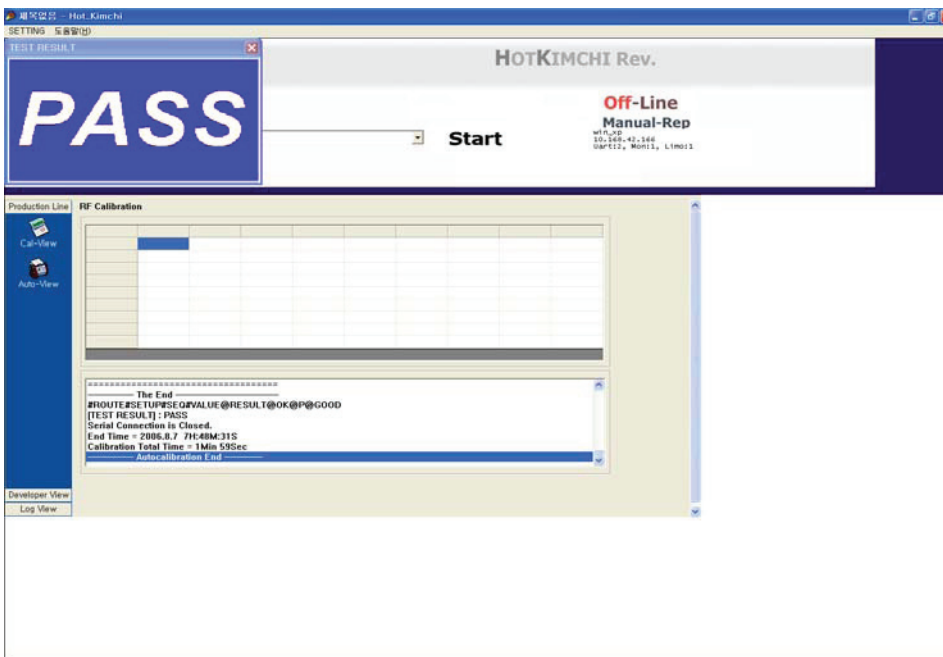 제목없음 - Hot_Kimchi
SETTING 도움말(H)
TEST RESULT
PASS
HOTKIMCHI Rev.
Off-Line
Manual-Rep
win_xp
10.168.42.166
Uart:2, Mon:1, Limo:1
Start
Production Line
Cal-View
Auto-View
RF Calibration
===================================
———— The End ————
#ROUTE#SETUP#SEQ#VALUE@RESULT@OK@P@GOOD
[TEST RESULT] : PASS
Serial Connection is Closed.
End Time = 2006.8.7 7H:48M:31S
Calibration Total Time = 1Min 59Sec
———— Autocalibration End ————
Developer View
Log View